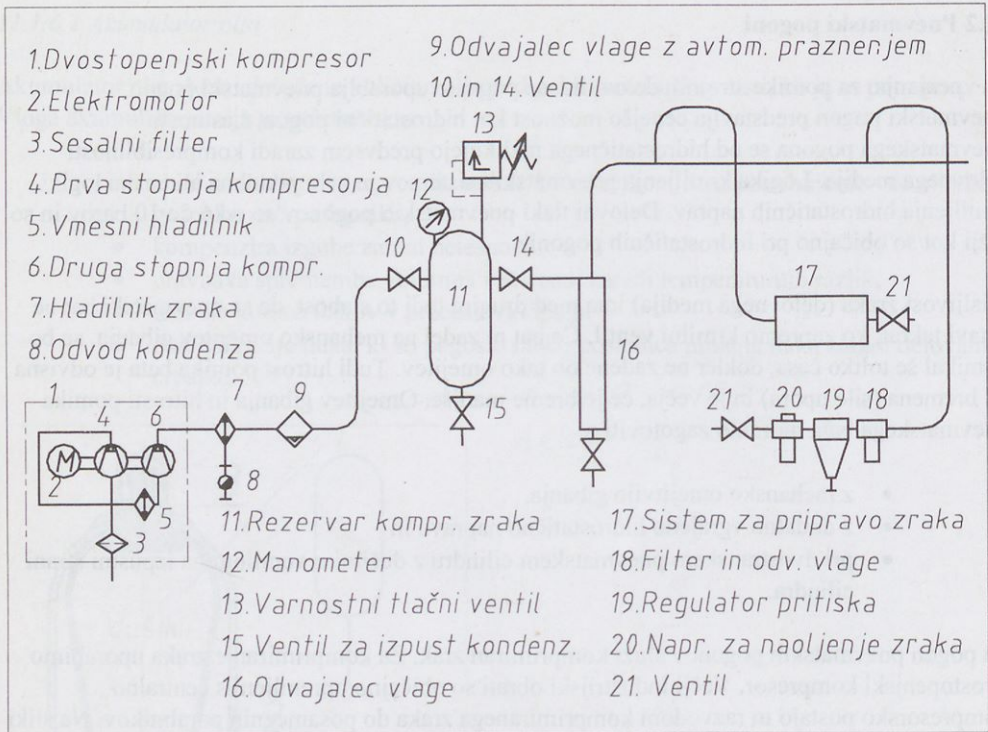 1.Dvostopenjski kompresor
2.Elektromotor
3.Sesalni filter
4.Prva stopnja kompresorja
5.Vmesni hladilnik
6.Druga stopnja kompr.
7.Hladilnik zraka
8.Odvod kondenza
9.Odvajalec vlage z avtom. praznenjem
10.in 14. Ventil
13
12
10
11
14
15
16
17
21
21
20
19
18
1
4
6
7
9
M
2
5
3
8
11.Rezervar kompr. zraka
12.Manometer
13.Varnostni tlačni ventil
15.Ventil za izpust kondenz.
16.Odvajalec vlage
17.Sistem za pripravo zraka
18.Filter in odv. vlage
19.Regulator pritiska
20.Napr. za naoljenje zraka
21.Ventil